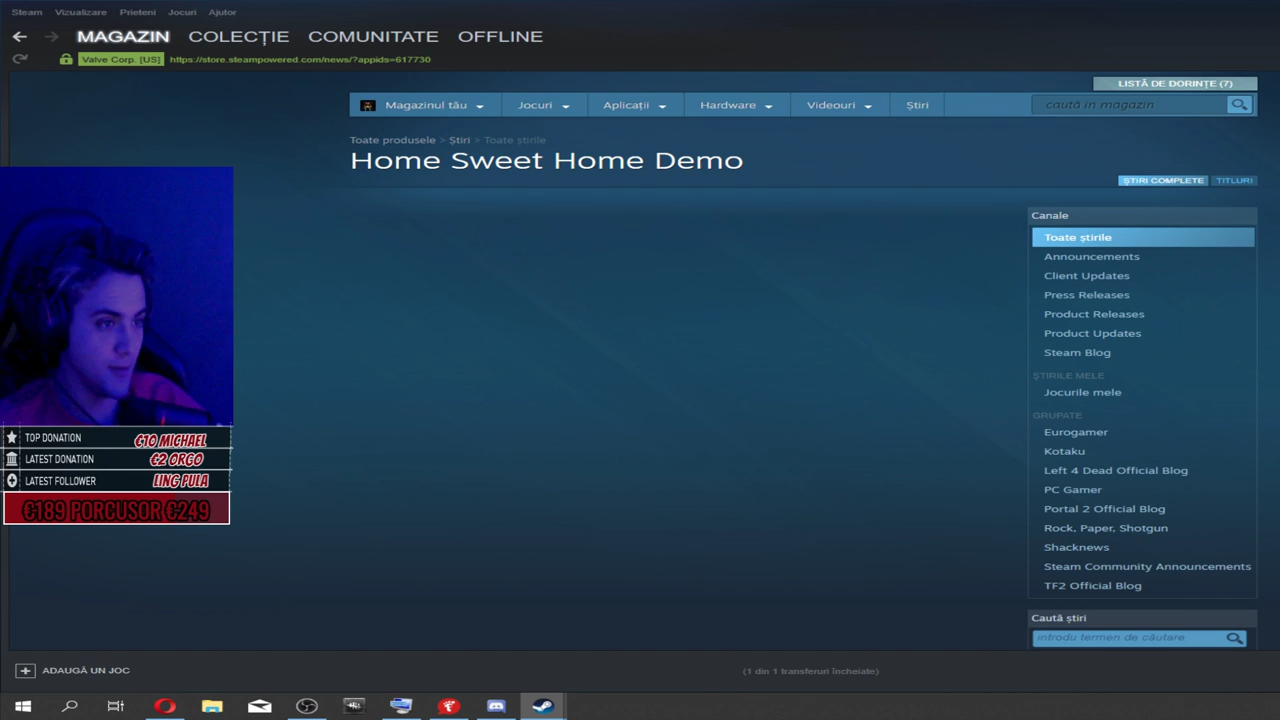 Steam Vizualizare Prieteni Jocuri Ajutor
MAGAZIN COLECȚIE COMUNITATE OFFLINE
Valve Corp. [US] https://store.steampowered.com/news/?appids=617730
LISTĂ DE DORINȚE (7)
Magazinul tău Jocuri Aplicații Hardware Videouri Știri caută in magazin
Toate produsele > Știri > Toate știrile
Home Sweet Home Demo
ȘTIRI COMPLETE TITLURI
Canale
Toate știrile
Announcements
Client Updates
Press Releases
Product Releases
Product Updates
Steam Blog
ȘTIRILE MELE
Jocurile mele
GRUPATE
Eurogamer
Kotaku
Left 4 Dead Official Blog
PC Gamer
Portal 2 Official Blog
Rock, Paper, Shotgun
Shacknews
Steam Community Announcements
TF2 Official Blog
Caută știri
introdu termen de căutare
TOP DONATION €10 MICHAEL
LATEST DONATION €2 ORGO
LATEST FOLLOWER LING PULA
€189 PORCUSOR €249
ADAUGĂ UN JOC (1 din 1 transferuri încheiate)